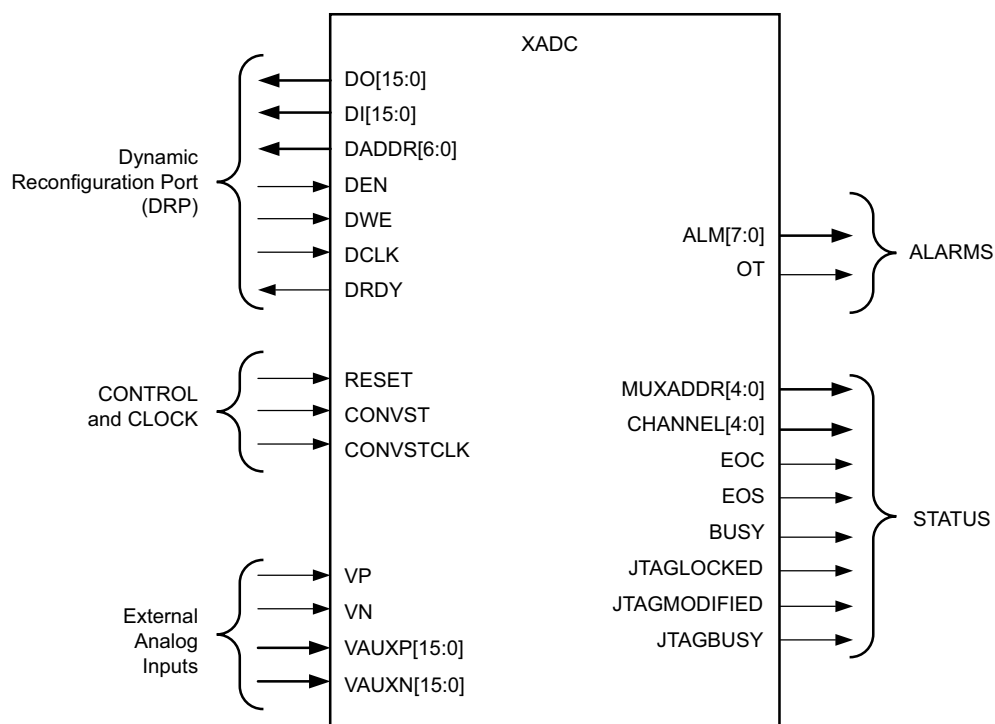 XADC
DO[15:0]
DI[15:0]
DADDR[6:0]
DEN
DWE
DCLK
DRDY
Dynamic
Reconfiguration Port
(DRP)
RESET
CONVST
CONVSTCLK
CONTROL
and CLOCK
VP
VN
VAUXP[15:0]
VAUXN[15:0]
External
Analog
Inputs
ALM[7:0]
OT
ALARMS
MUXADDR[4:0]
CHANNEL[4:0]
EOC
EOS
BUSY
JTAGLOCKED
JTAGMODIFIED
JTAGBUSY
STATUS